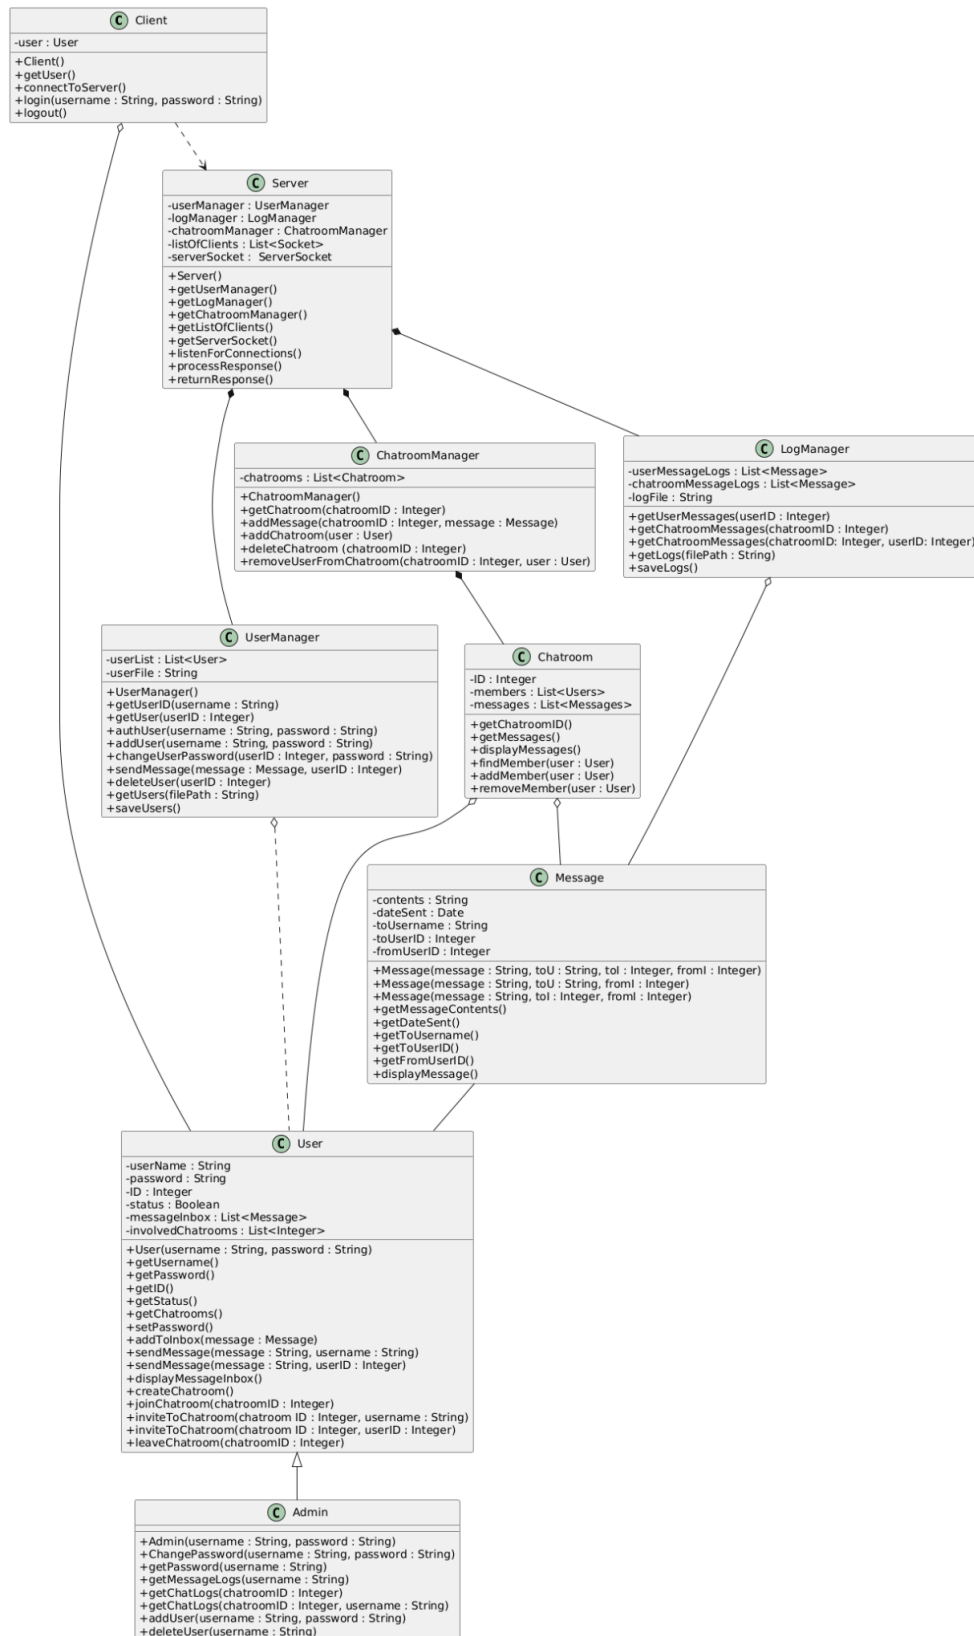 C Client
-user : User
+Client()
+getUser()
+connectToServer()
+login(username : String, password : String)
+logout()
C Server
-userManager : UserManager
-logManager : LogManager
-chatroomManager : ChatroomManager
-listOfClients : List<Socket>
-serverSocket :  ServerSocket
+Server()
+getUserManager()
+getLogManager()
+getChatroomManager()
+getListOfClients()
+getServerSocket()
+listenForConnections()
+processResponse()
+returnResponse()
C ChatroomManager
-chatrooms : List<Chatroom>
+ChatroomManager()
+getChatroom(chatroomID : Integer)
+addMessage(chatroomID : Integer, message : Message)
+addChatroom(user : User)
+deleteChatroom (chatroomID : Integer)
+removeUserFromChatroom(chatroomID : Integer, user : User)
C LogManager
-userMessageLogs : List<Message>
-chatroomMessageLogs : List<Message>
-logFile : String
+getUserMessages(userID : Integer)
+getChatroomMessages(chatroomID : Integer)
+getChatroomMessages(chatroomID: Integer, userID: Integer)
+getLogs(filePath : String)
+saveLogs()
C UserManager
-userList : List<User>
-userFile : String
+UserManager()
+getUserID(username : String)
+getUser(userID : Integer)
+authUser(username : String, password : String)
+addUser(username : String, password : String)
+changeUserPassword(userID : Integer, password : String)
+sendMessage(message : Message, userID : Integer)
+deleteUser(userID : Integer)
+getUsers(filePath : String)
+saveUsers()
C Chatroom
-ID : Integer
-members : List<Users>
-messages : List<Messages>
+getChatroomID()
+getMessages()
+displayMessages()
+findMember(user : User)
+addMember(user : User)
+removeMember(user : User)
C Message
-contents : String
-dateSent : Date
-toUsername : String
-toUserID : Integer
-fromUserID : Integer
+Message(message : String, toU : String, toI : Integer, fromI : Integer)
+Message(message : String, toU : String, fromI : Integer)
+Message(message : String, toI : Integer, fromI : Integer)
+getMessageContents()
+getDateSent()
+getToUsername()
+getToUserID()
+getFromUserID()
+displayMessage()
C User
-userName : String
-password : String
-ID : Integer
-status : Boolean
-messageInbox : List<Message>
-involvedChatrooms : List<Integer>
+User(username : String, password : String)
+getUsername()
+getPassword()
+getID()
+getStatus()
+getChatrooms()
+setPassword()
+addToInbox(message : Message)
+sendMessage(message : String, username : String)
+sendMessage(message : String, userID : Integer)
+displayMessageInbox()
+createChatroom()
+joinChatroom(chatroomID : Integer)
+inviteToChatroom(chatroom ID : Integer, username : String)
+inviteToChatroom(chatroom ID : Integer, userID : Integer)
+leaveChatroom(chatroomID : Integer)
C Admin
+Admin(username : String, password : String)
+ChangePassword(username : String, password : String)
+getPassword(username : String)
+getMessageLogs(username : String)
+getChatLogs(chatroomID : Integer)
+getChatLogs(chatroomID : Integer, username : String)
+addUser(username : String, password : String)
+deleteUser(username : String)